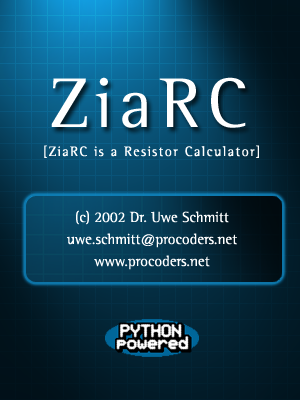 ZiaRC
[ZiaRC is a Resistor Calculator]
(c) 2002 Dr. Uwe Schmitt
uwe.schmitt@procoders.net
www.procoders.net
PYTHON
Powered